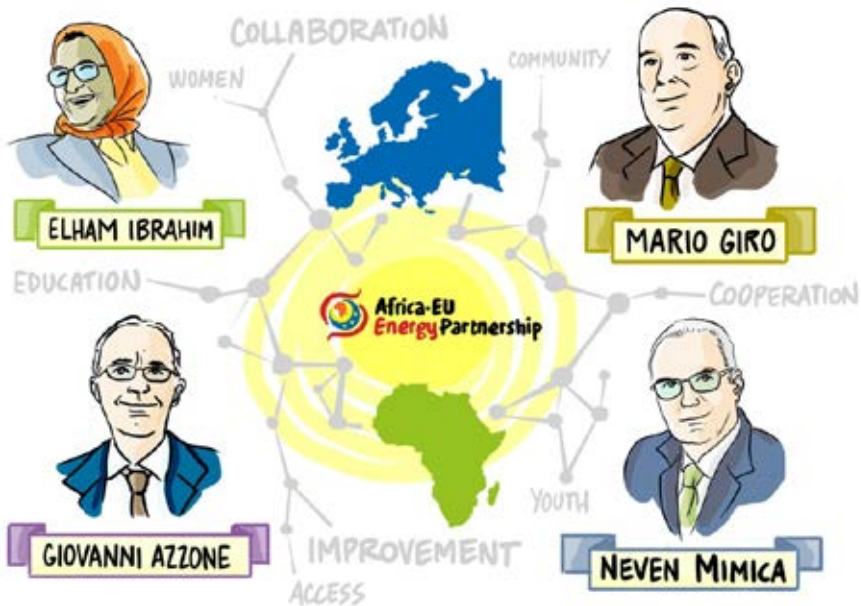 COLLABORATION
WOMEN
COMMUNITY
ELHAM IBRAHIM
MARIO GIRO
EDUCATION
COOPERATION
Africa-EU
Energy Partnership
GIOVANNI AZZONE
YOUTH
IMPROVEMENT
NEVEN MIMICA
ACCESS